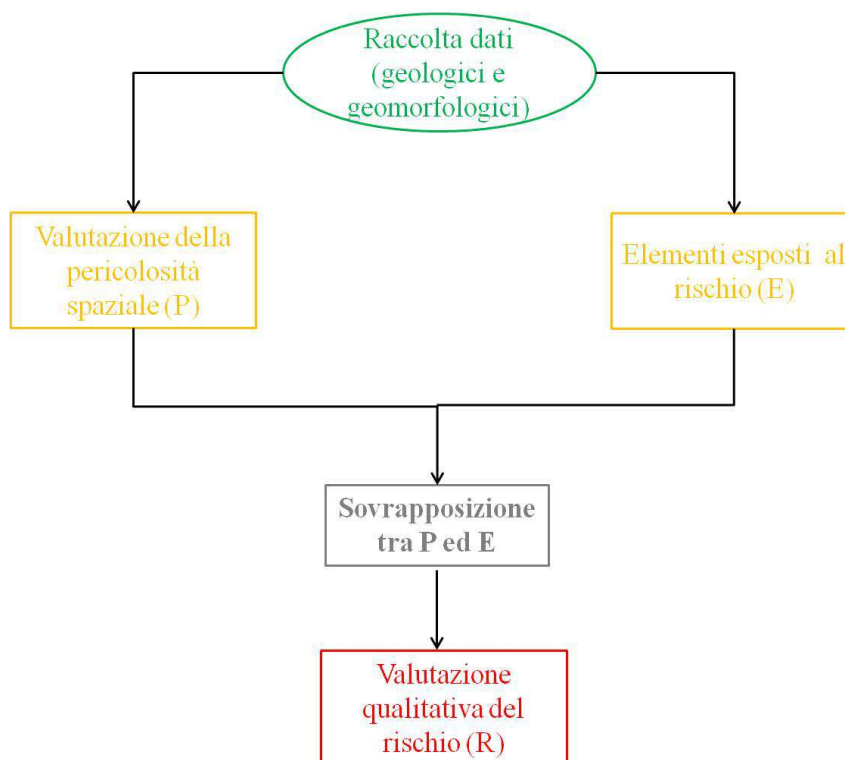 Raccolta dati
(geologici e
geomorfologici)
Valutazione della
pericolosità
spaziale (P)
Elementi esposti al
rischio (E)
Sovrapposizione
tra P ed E
Valutazione
qualitativa del
rischio (R)